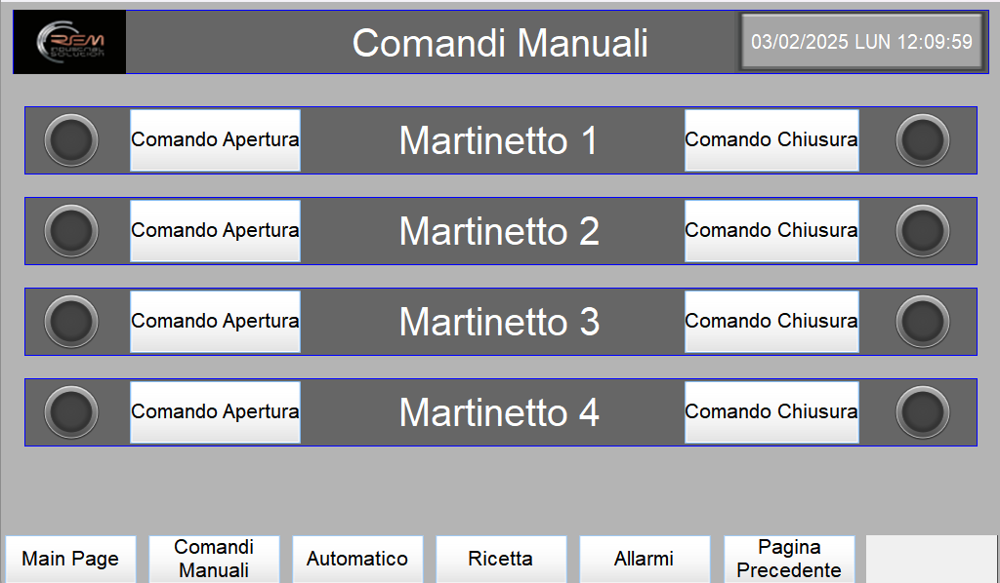 RSEM
INDUSTRIAL
SOLUTION
Comandi Manuali
03/02/2025 LUN 12:09:59
Comando Apertura
Martinetto 1
Comando Chiusura
Comando Apertura
Martinetto 2
Comando Chiusura
Comando Apertura
Martinetto 3
Comando Chiusura
Comando Apertura
Martinetto 4
Comando Chiusura
Main Page
Comandi
Manuali
Automatico
Ricetta
Allarmi
Pagina
Precedente